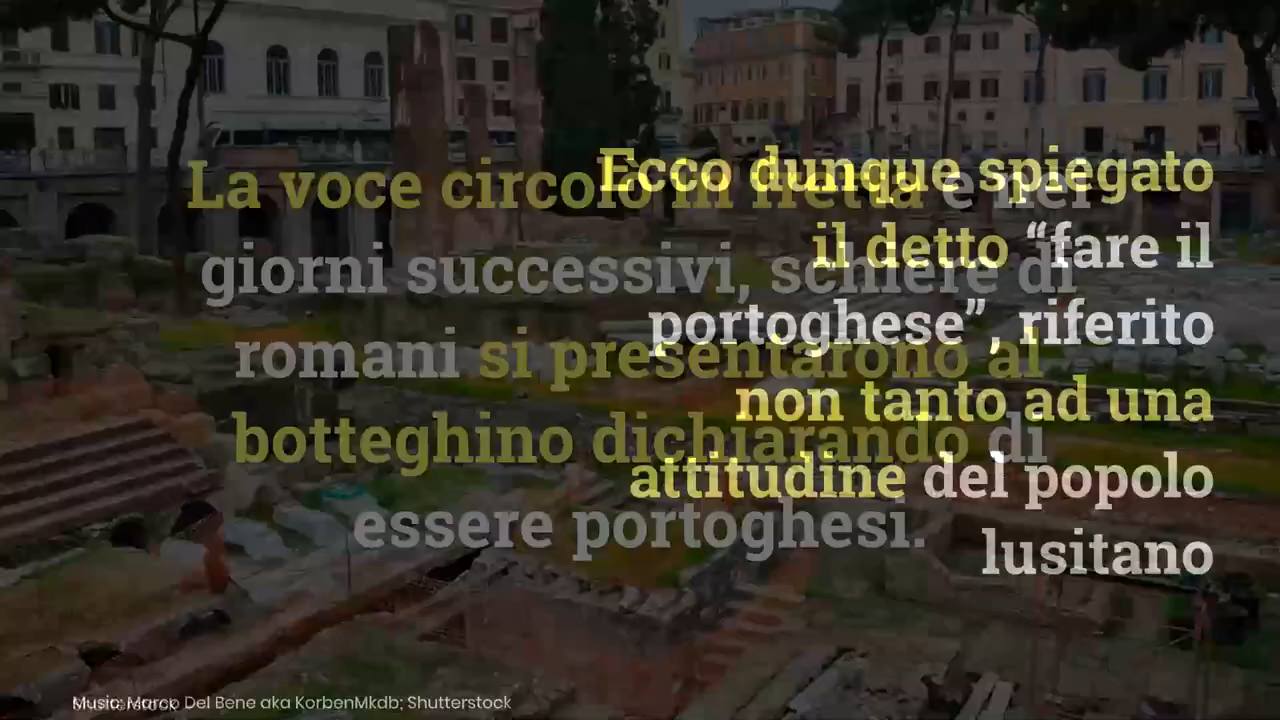 La voce circolò in fretta e nei
giorni successivi, schiere di
romani si presentarono al
botteghino dichiarando di
essere portoghesi.
Ecco dunque spiegato
il detto “fare il
portoghese”, riferito
non tanto ad una
attitudine del popolo
lusitano
Music: Marco Del Bene aka KorbenMkdb; Shutterstock